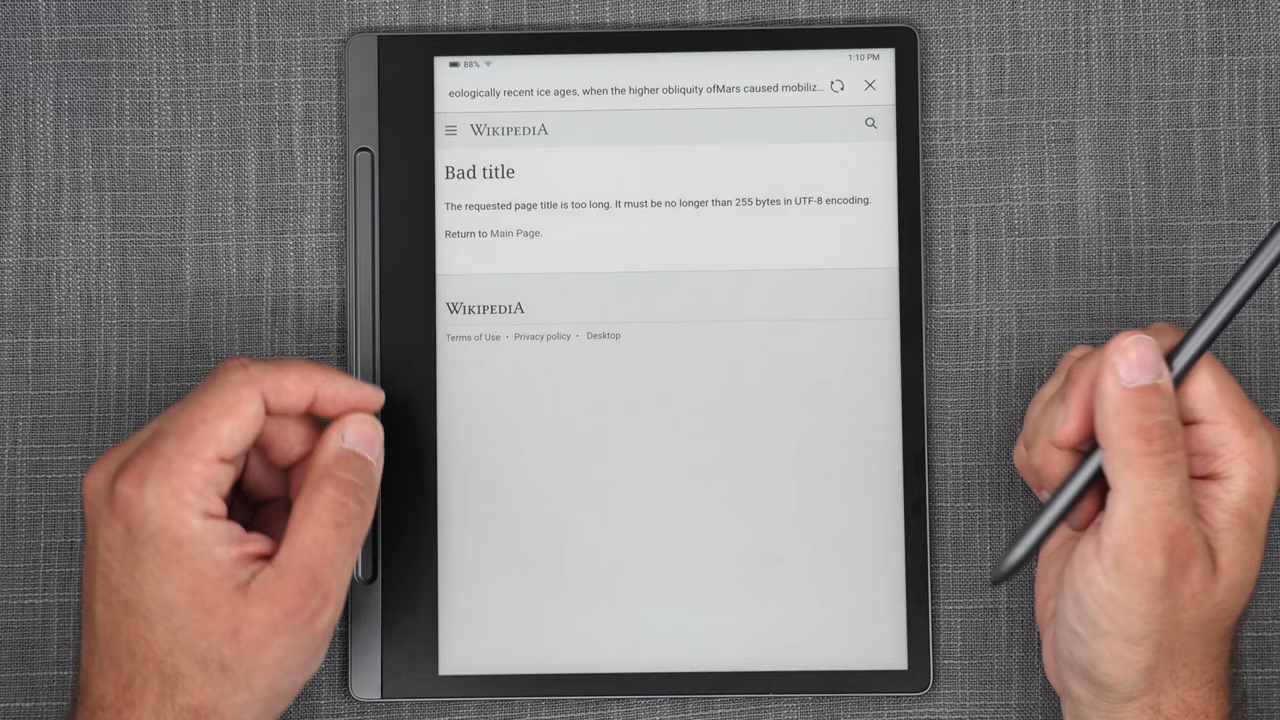 88%
1:10 PM
eologically recent ice ages, when the higher obliquity ofMars caused mobiliz...
WIKIPEDIA
Bad title
The requested page title is too long. It must be no longer than 255 bytes in UTF-8 encoding.
Return to Main Page.
WIKIPEDIA
Terms of Use • Privacy policy • Desktop